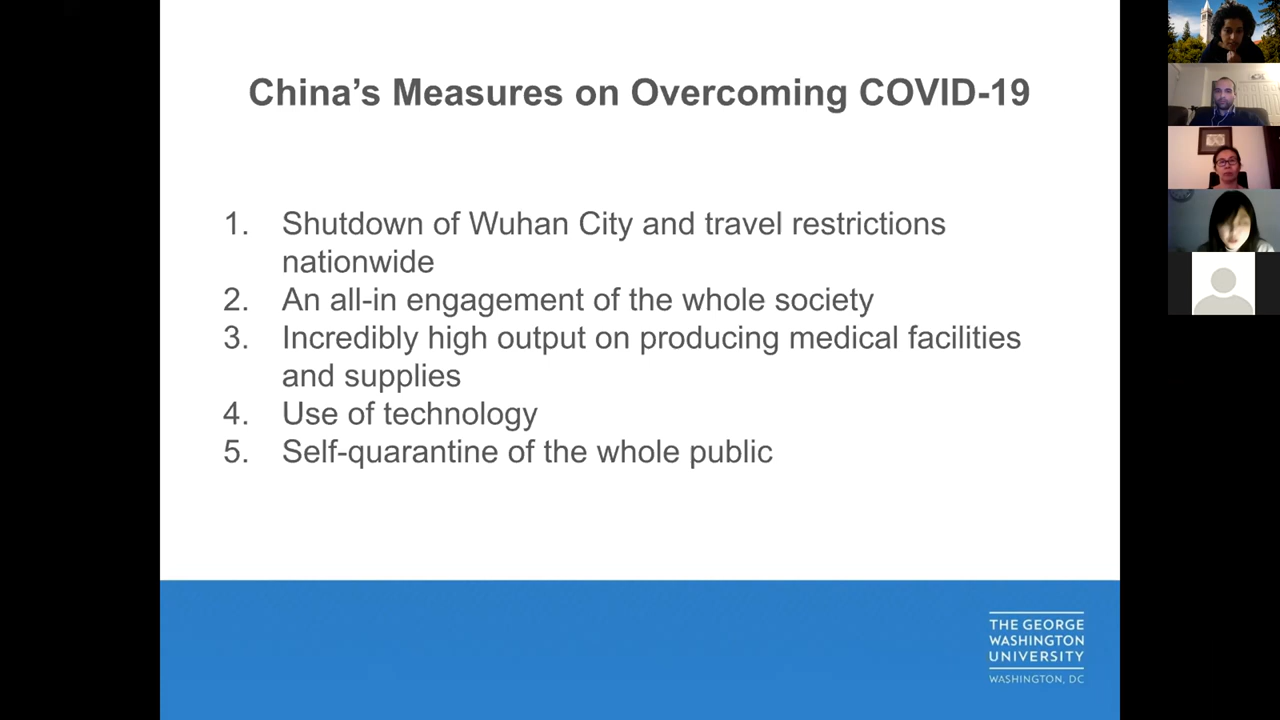 China’s Measures on Overcoming COVID-19
1. Shutdown of Wuhan City and travel restrictions
nationwide
2. An all-in engagement of the whole society
3. Incredibly high output on producing medical facilities
and supplies
4. Use of technology
5. Self-quarantine of the whole public
THE GEORGE
WASHINGTON
UNIVERSITY
WASHINGTON, DC